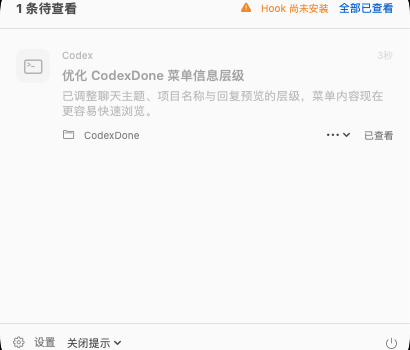 1 条待查看
Hook 尚未安装 全部已查看
Codex 3秒
优化 CodexDone 菜单信息层级
已调整聊天主题、项目名称与回复预览的层级，菜单内容现在
更容易快速浏览。
CodexDone ••• 已查看
设置 关闭提示